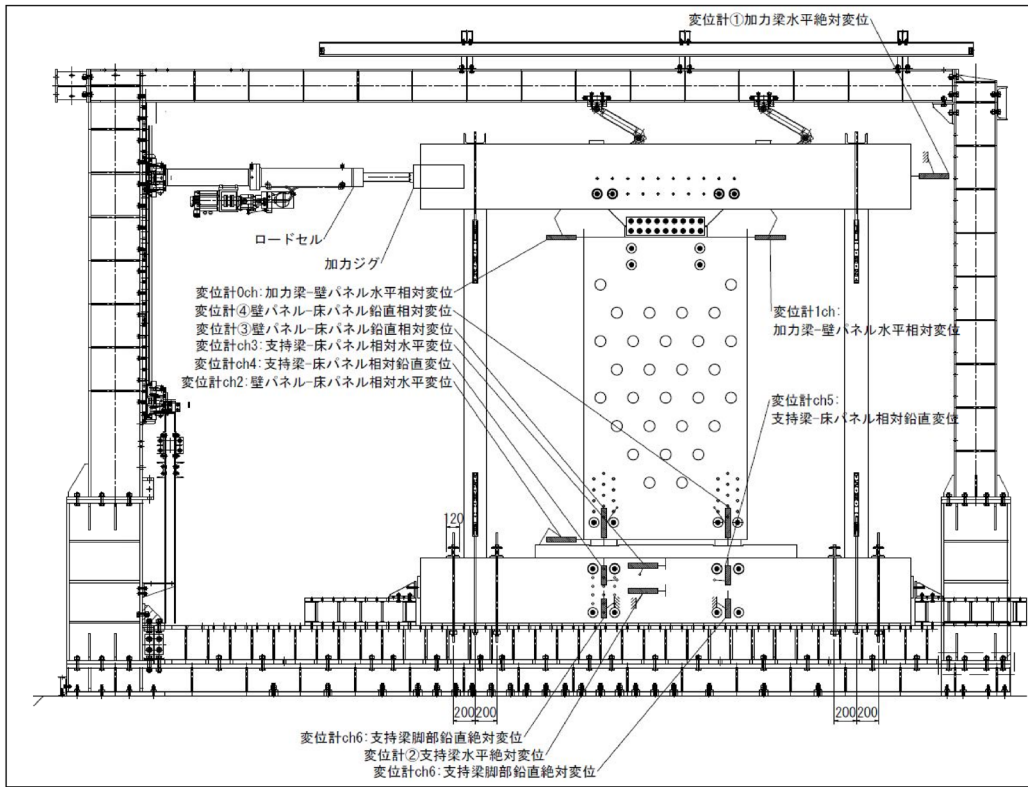 変位計①加力梁水平絶対変位
ロードセル
加力ジグ
変位計0ch:加力梁-壁パネル水平相対変位
変位計④壁パネル-床パネル鉛直相対変位
変位計③壁パネル-床パネル鉛直相対変位
変位計ch3:支持梁-床パネル相対水平変位
変位計ch4:支持梁-床パネル相対鉛直変位
変位計ch2:壁パネル-床パネル相対水平変位
変位計1ch:
加力梁-壁パネル水平相対変位
変位計ch5:
支持梁-床パネル相対鉛直変位
120
200200
200200
変位計ch6:支持梁脚部鉛直絶対変位
変位計②支持梁水平絶対変位
変位計ch6:支持梁脚部鉛直絶対変位